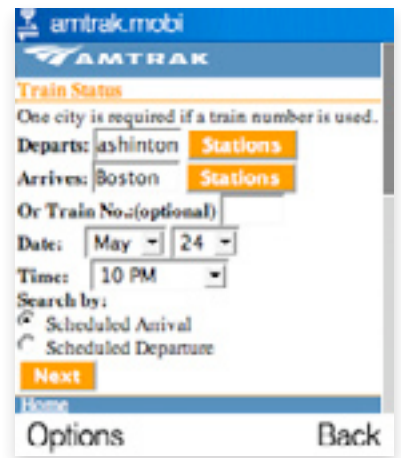 amtrak.mobi
AMTRAK
Train Status
One city is required if a train number is used.
Departs: ashinton Stations
Arrives: Boston Stations
Or Train No.:(optional)
Date: May 24
Time: 10 PM
Search by:
Scheduled Arrival
Scheduled Departure
Next
Home
Options Back